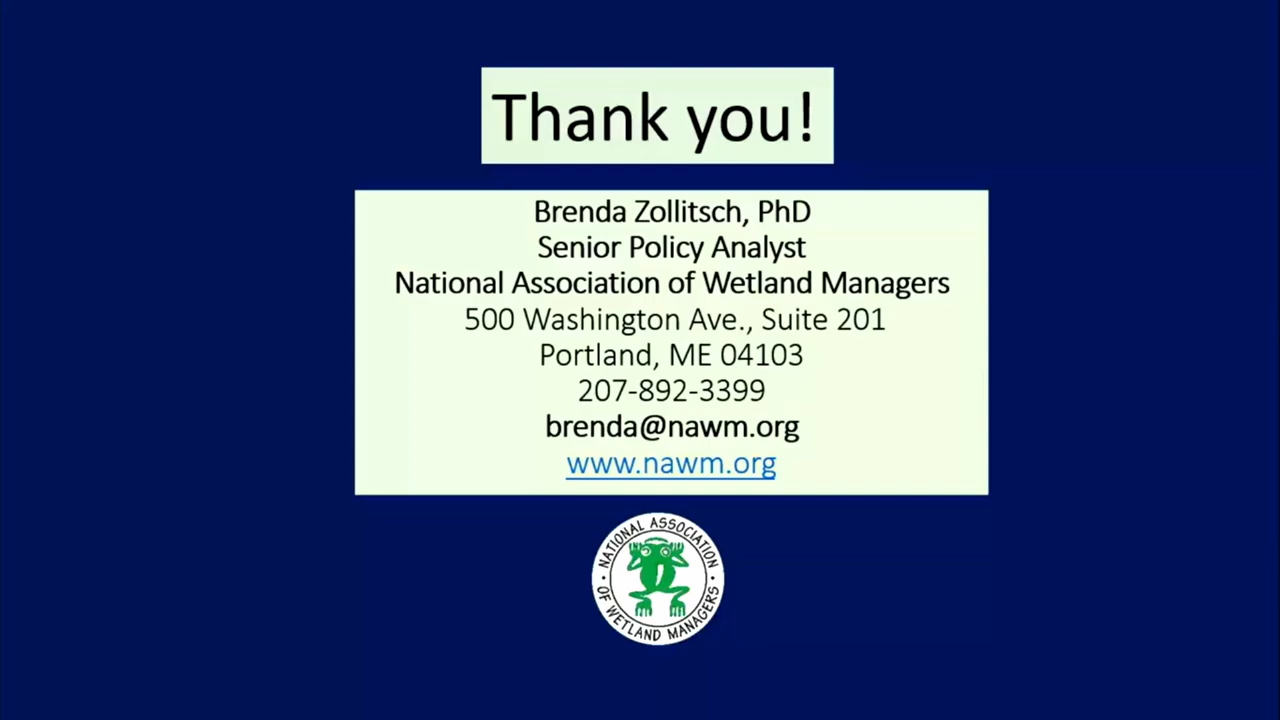 Thank you!
Brenda Zollitsch, PhD
Senior Policy Analyst
National Association of Wetland Managers
500 Washington Ave., Suite 201
Portland, ME 04103
207-892-3399
brenda@nawm.org
www.nawm.org
NATIONAL ASSOCIATION
OF WETLAND MANAGERS